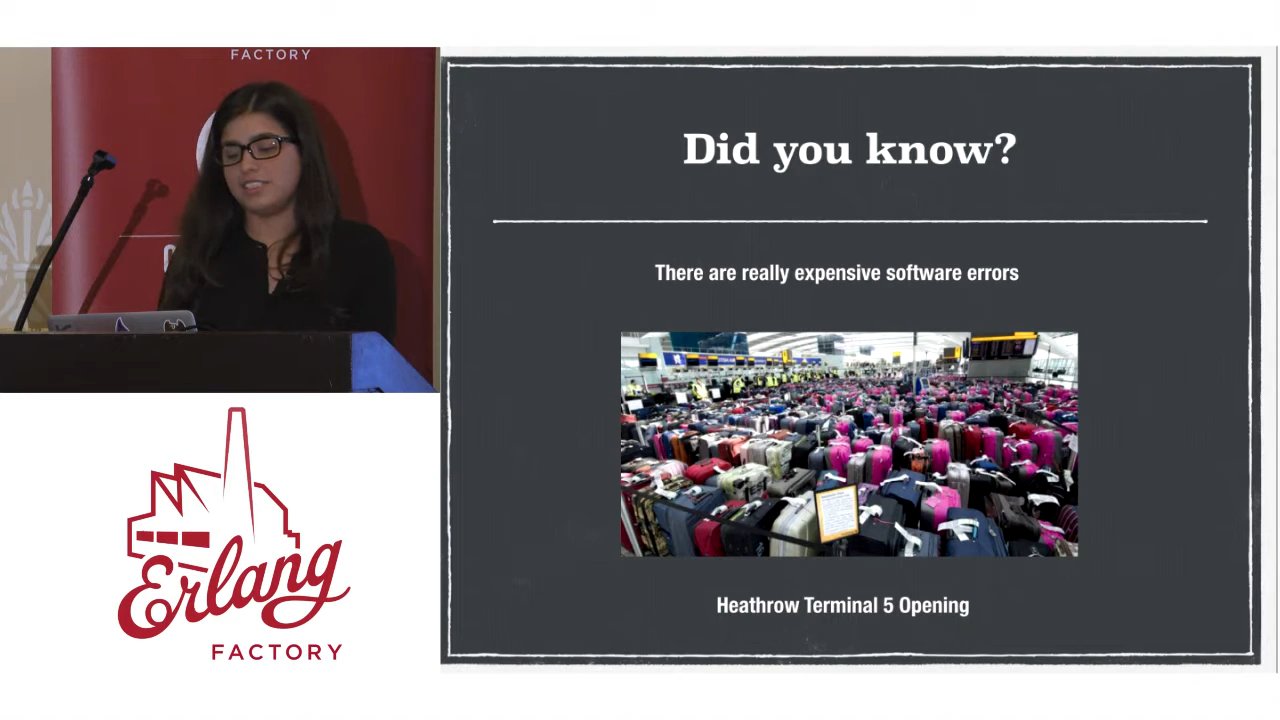 FACTORY
Did you know?
There are really expensive software errors
Heathrow Terminal 5 Opening
Erlang
FACTORY